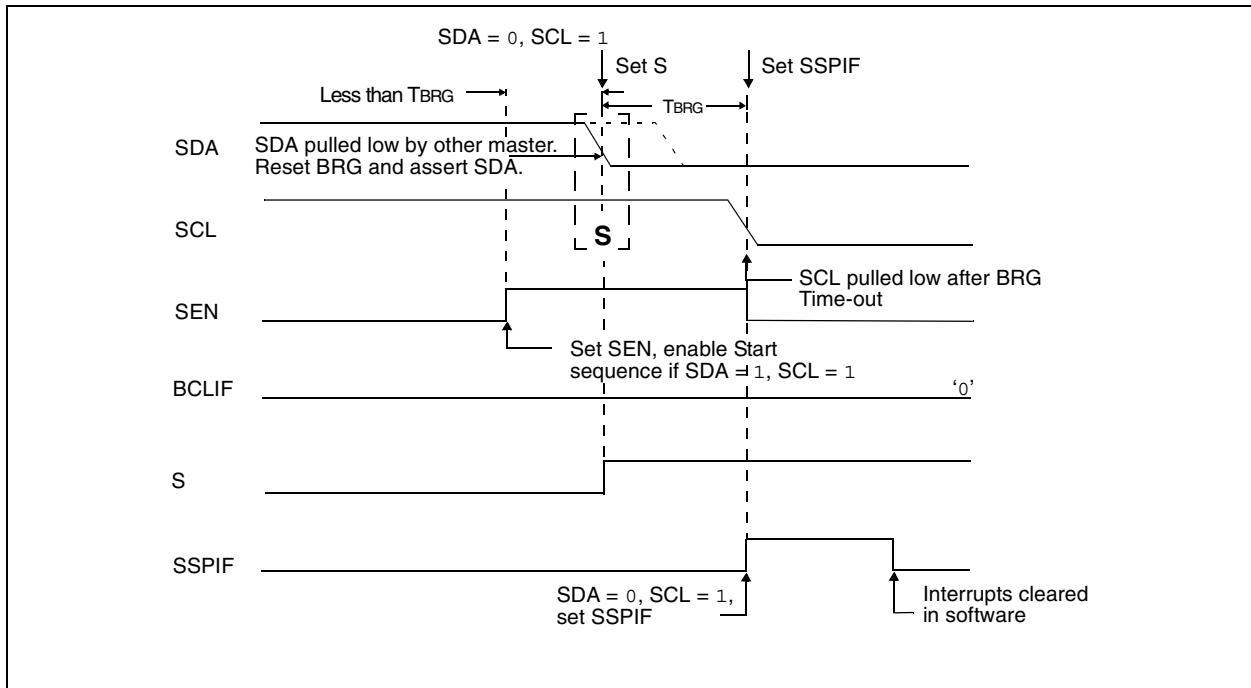 SDA = 0, SCL = 1
Set S
Set SSPIF
Less than TBRG
TBRG
SDA
SDA pulled low by other master.
Reset BRG and assert SDA.
SCL
S
SCL pulled low after BRG
Time-out
SEN
Set SEN, enable Start
sequence if SDA = 1, SCL = 1
BCLIF
‘0’
S
SSPIF
SDA = 0, SCL = 1,
set SSPIF
Interrupts cleared
in software